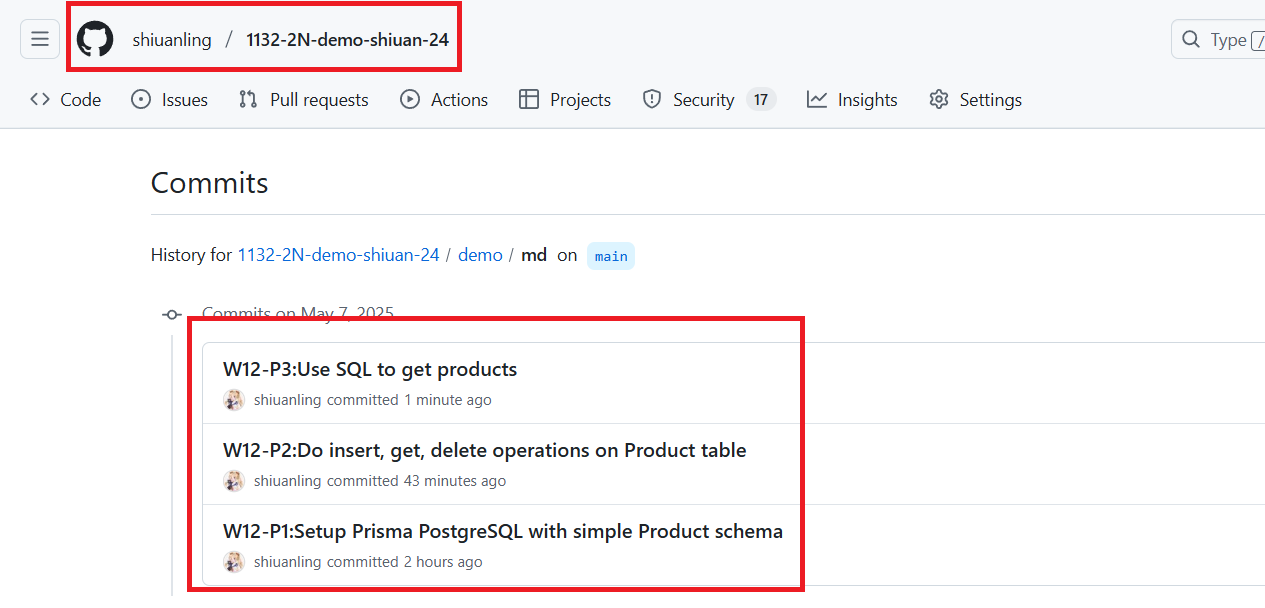 shiuanling / 1132-2N-demo-shiuan-24
Type /
Code Issues Pull requests Actions Projects Security 17 Insights Settings
Commits
History for 1132-2N-demo-shiuan-24 / demo / md on main
Commits on May 7, 2025
W12-P3:Use SQL to get products
shiuanling committed 1 minute ago
W12-P2:Do insert, get, delete operations on Product table
shiuanling committed 43 minutes ago
W12-P1:Setup Prisma PostgreSQL with simple Product schema
shiuanling committed 2 hours ago